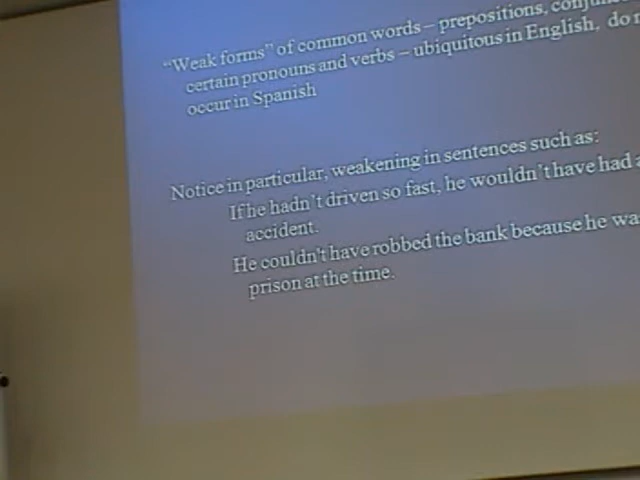 “Weak forms” of common words – prepositions,
certain pronouns and verbs – ubiquitous in English, do
occur in Spanish
Notice in particular, weakening in sentences such as:
If he hadn’t driven so fast, he wouldn’t have had
accident.
He couldn't have robbed the bank because he
prison at the time.